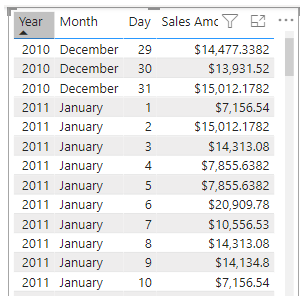 Year Month Day Sales Amc
2010 December 29 $14,477.3382
2010 December 30 $13,931.52
2010 December 31 $15,012.1782
2011 January 1 $7,156.54
2011 January 2 $15,012.1782
2011 January 3 $14,313.08
2011 January 4 $7,855.6382
2011 January 5 $7,855.6382
2011 January 6 $20,909.78
2011 January 7 $10,556.53
2011 January 8 $14,313.08
2011 January 9 $14,134.8
2011 January 10 $7,156.54